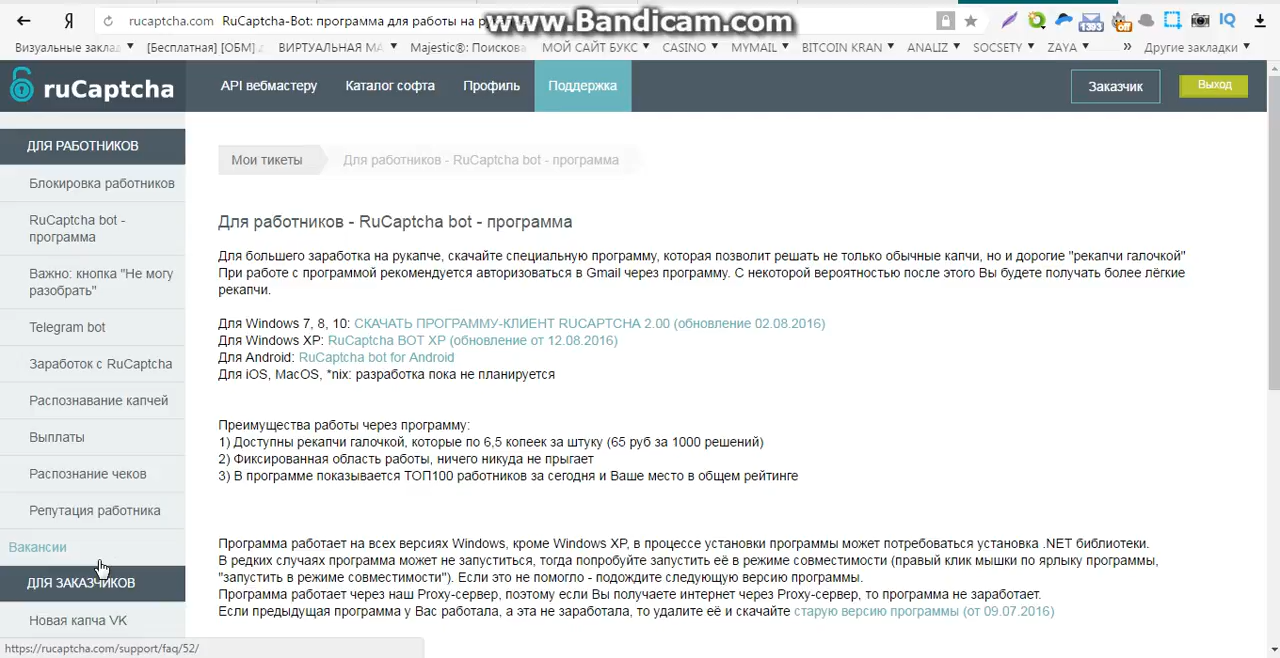 rucaptcha.com RuCaptcha-Bot: программа для работы на
www.Bandicam.com
1393
off
IQ
Визуальные заклад
[Бесплатная] [ОБМ]
ВИРТУАЛЬНАЯ МА
Majestic®: Поискова
МОЙ САЙТ БУКС
CASINO
MYMAIL
BITCOIN KRAN
ANALIZ
SOCSETY
ZAYA
»
Другие закладки
ruCaptcha
API вебмастеру
Каталог софта
Профиль
Поддержка
Заказчик
Выход
ДЛЯ РАБОТНИКОВ
Блокировка работников
RuCaptcha bot -
программа
Важно: кнопка "Не могу
разобрать"
Telegram bot
Заработок с RuCaptcha
Распознавание капчей
Выплаты
Распознание чеков
Репутация работника
Вакансии
ДЛЯ ЗАКАЗЧИКОВ
Новая капча VK
https://rucaptcha.com/support/faq/52/
Мои тикеты
Для работников - RuCaptcha bot - программа
Для работников - RuCaptcha bot - программа
Для большего заработка на рукапче, скачайте специальную программу, которая позволит решать не только обычные капчи, но и дорогие "рекапчи галочкой"
При работе с программой рекомендуется авторизоваться в Gmail через программу. С некоторой вероятностью после этого Вы будете получать более лёгкие
рекапчи.
Для Windows 7, 8, 10: СКАЧАТЬ ПРОГРАММУ-КЛИЕНТ RUCAPTCHA 2.00 (обновление 02.08.2016)
Для Windows XP: RuCaptcha BOT XP (обновление от 12.08.2016)
Для Android: RuCaptcha bot for Android
Для iOS, MacOS, *nix: разработка пока не планируется
Преимущества работы через программу:
1) Доступны рекапчи галочкой, которые по 6,5 копеек за штуку (65 руб за 1000 решений)
2) Фиксированная область работы, ничего никуда не прыгает
3) В программе показывается ТОП100 работников за сегодня и Ваше место в общем рейтинге
Программа работает на всех версиях Windows, кроме Windows XP, в процессе установки программы может потребоваться установка .NET библиотеки.
В редких случаях программа может не запуститься, тогда попробуйте запустить её в режиме совместимости (правый клик мышки по ярлыку программы,
"запустить в режиме совместимости"). Если это не помогло - подождите следующую версию программы.
Программа работает через наш Proxy-сервер, поэтому если Вы получаете интернет через Proxy-сервер, то программа не заработает.
Если предыдущая программа у Вас работала, а эта не заработала, то удалите её и скачайте старую версию программы (от 09.07.2016)